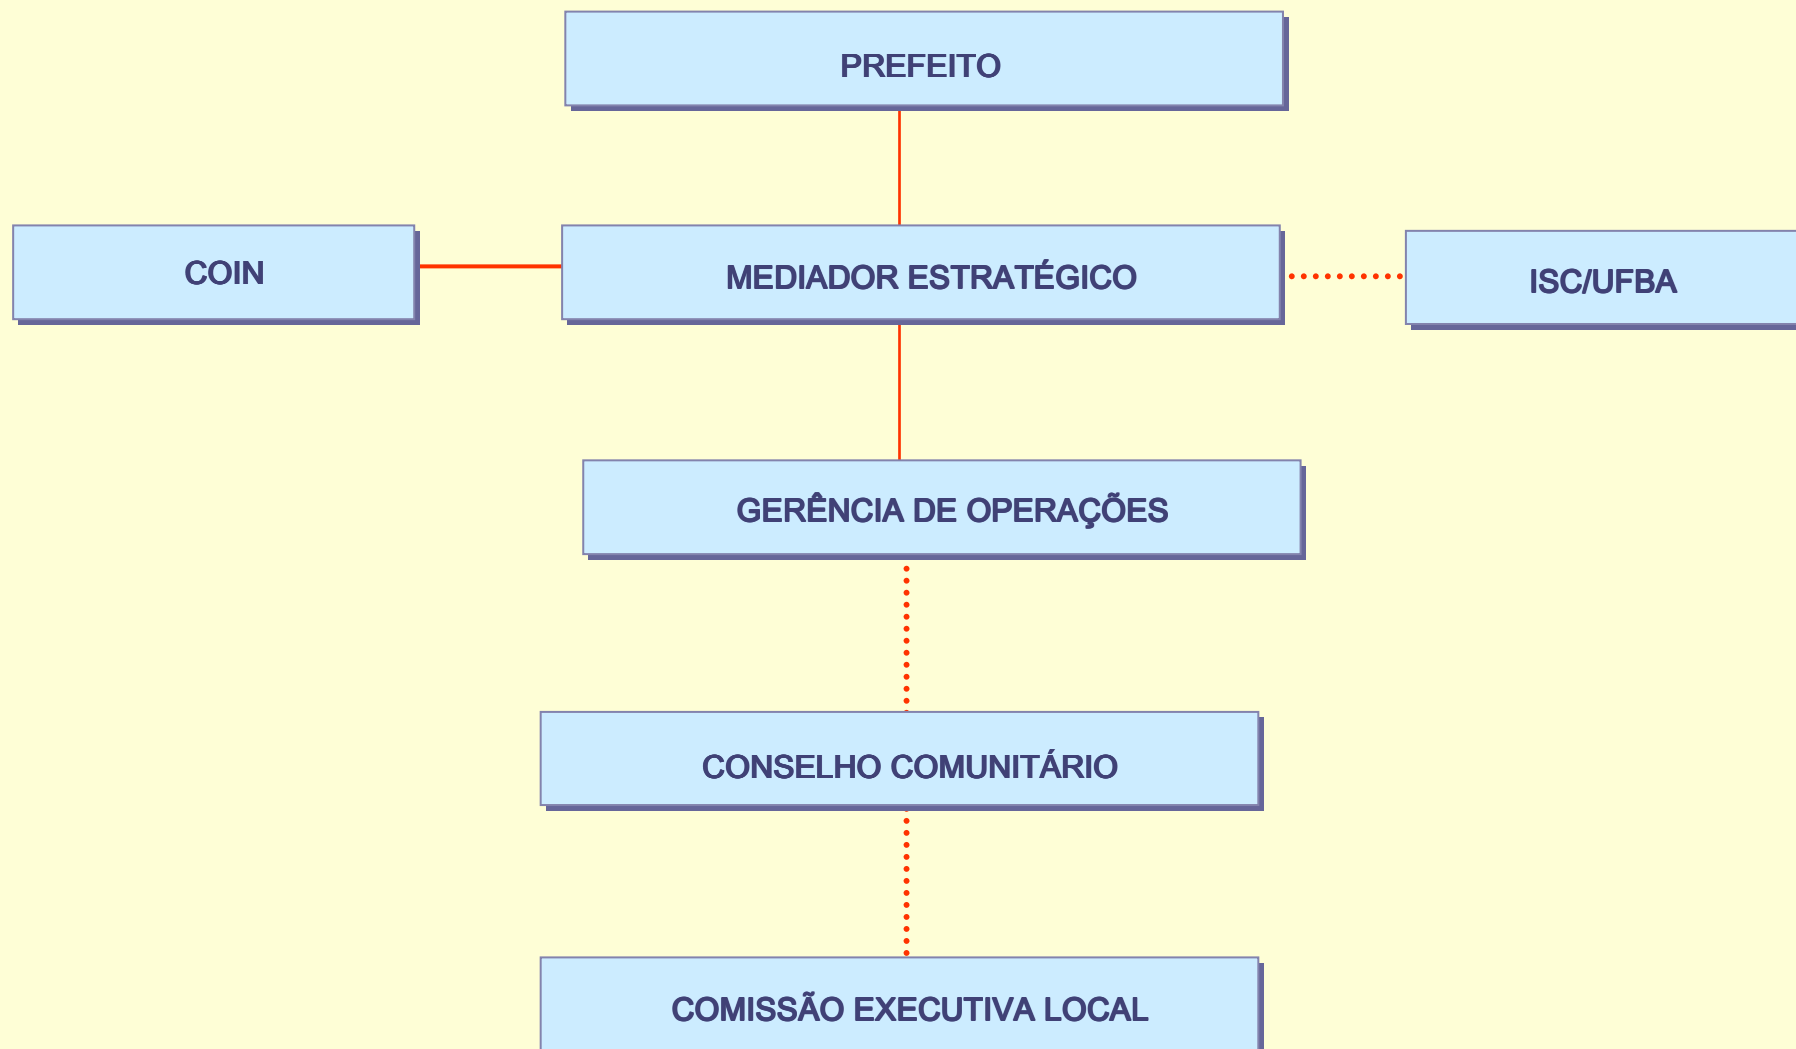 PREFEITO
COIN
MEDIADOR ESTRATÉGICO
ISC/UFBA
GERÊNCIA DE OPERAÇÕES
CONSELHO COMUNITÁRIO
COMISSÃO EXECUTIVA LOCAL